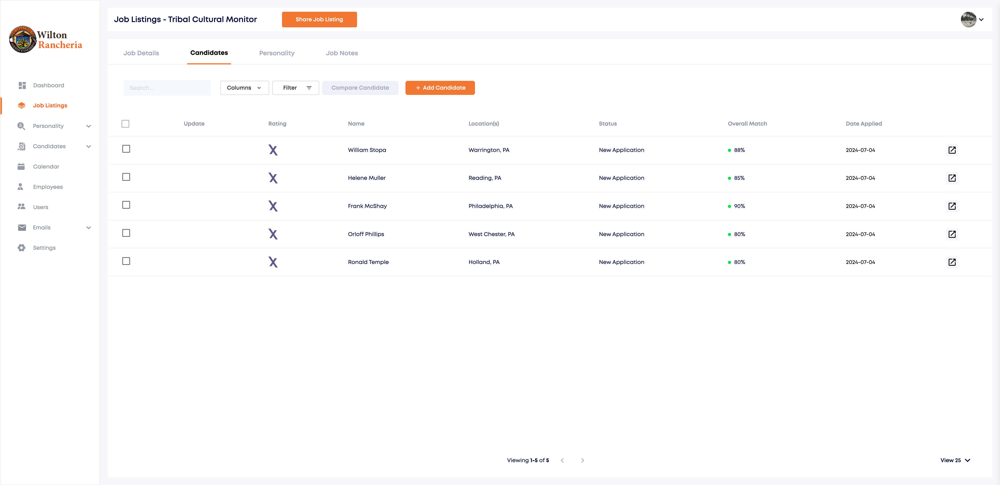 Job Listings - Tribal Cultural Monitor
Share Job Listing
Wilton
Rancheria
Job Details
Candidates
Personality
Job Notes
Dashboard
Job Listings
Personality
Candidates
Calendar
Employees
Users
Emails
Settings
Search...
Columns
Filter
Compare Candidate
+ Add Candidate
Update Rating Name Location(s) Status Overall Match Date Applied
X William Stopa Warrington, PA New Application 88% 2024-07-04
X Helene Muller Reading, PA New Application 85% 2024-07-04
X Frank McShay Philadelphia, PA New Application 90% 2024-07-04
X Orloff Phillips West Chester, PA New Application 80% 2024-07-04
X Ronald Temple Holland, PA New Application 80% 2024-07-04
Viewing 1-5 of 5
View 25